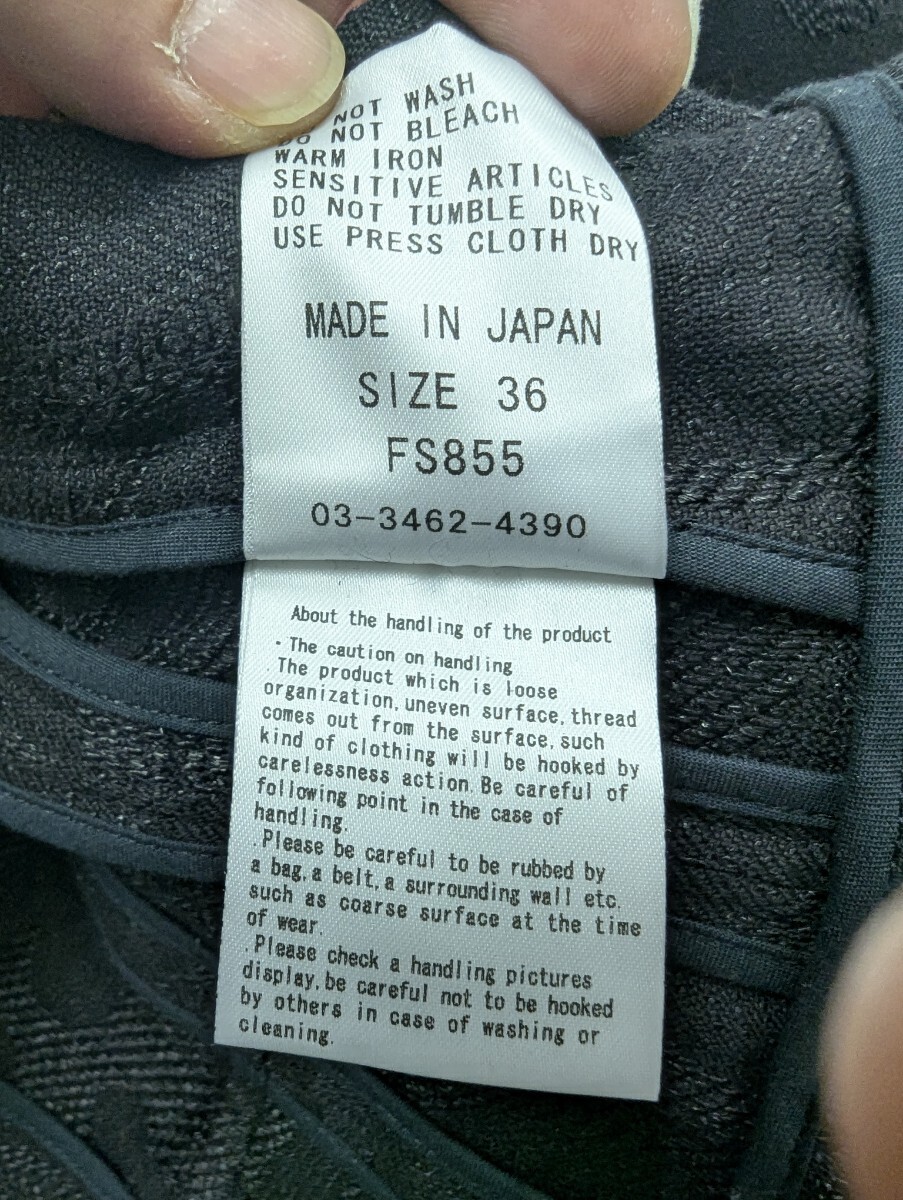 NOT WASH
DO NOT BLEACH
WARM IRON
SENSITIVE ARTICLES
DO NOT TUMBLE DRY
USE PRESS CLOTH DRY
MADE IN JAPAN
SIZE 36
FS855
03-3462-4390
About the handling of the product
・The caution on handling
.The product which is loose
organization, uneven surface, thread
comes out from the surface, such
kind of clothing will be hooked by
carelessness action. Be careful of
following point in the case of
handling.
.Please be careful to be rubbed by
a bag, a belt, a surrounding wall etc.
such as coarse surface at the time
of wear.
.Please check a handling pictures
display, be careful not to be hooked
by others in case of washing or
cleaning.